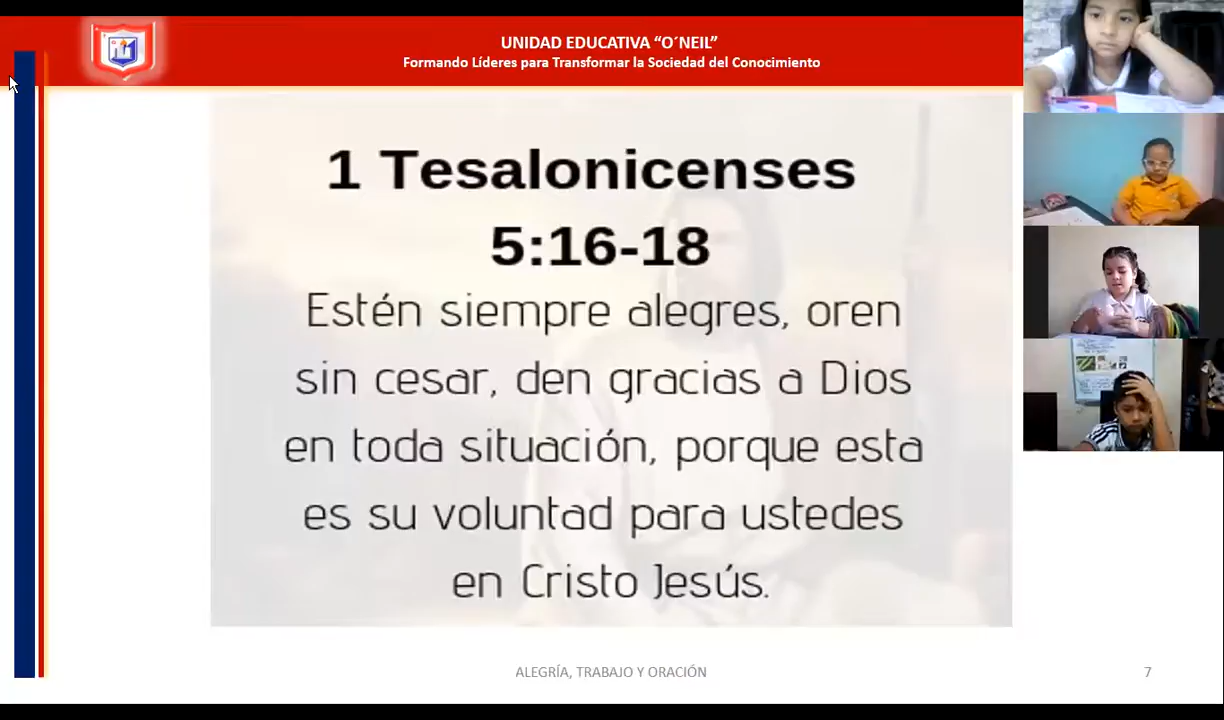 UNIDAD EDUCATIVA “O´NEIL”
Formando Líderes para Transformar la Sociedad del Conocimiento
1 Tesalonicenses
5:16-18
Estén siempre alegres, oren
sin cesar, den gracias a Dios
en toda situación, porque esta
es su voluntad para ustedes
en Cristo Jesús.
ALEGRÍA, TRABAJO Y ORACIÓN
7